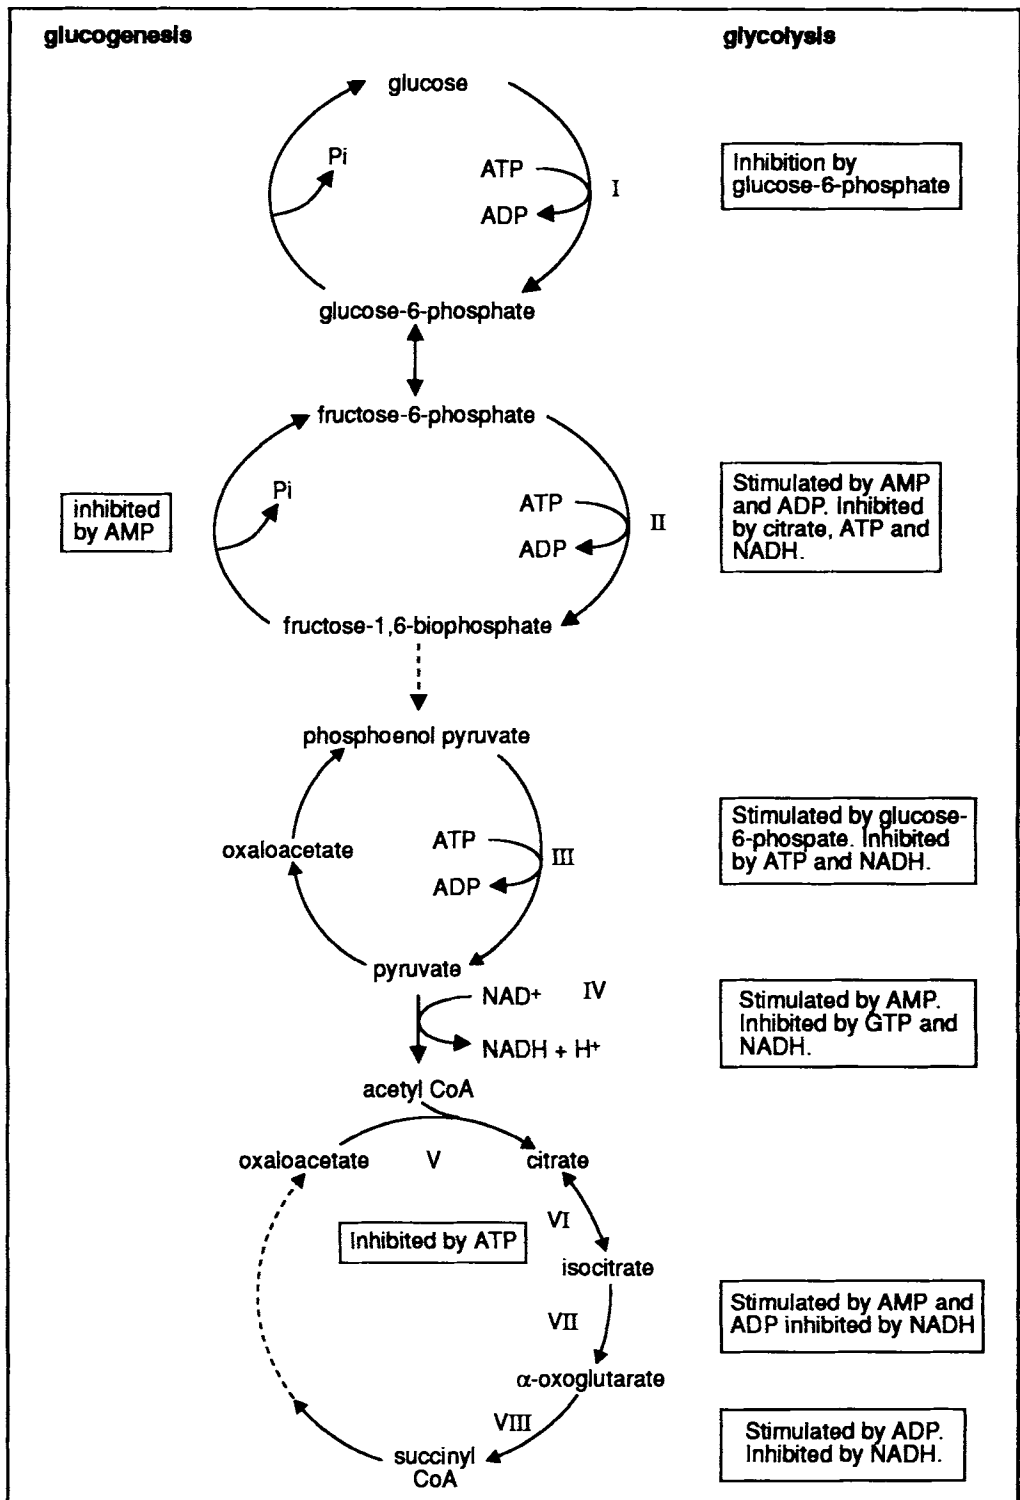 glucogenesis
glycolysis
glucose
Pi
ATP
ADP
I
Inhibition by
glucose-6-phosphate
glucose-6-phosphate
fructose-6-phosphate
inhibited
by AMP
Pi
ATP
ADP
II
Stimulated by AMP
and ADP. Inhibited
by citrate, ATP and
NADH.
fructose-1,6-biophosphate
phosphoenol pyruvate
oxaloacetate
ATP
ADP
III
Stimulated by glucose-
6-phospate. Inhibited
by ATP and NADH.
pyruvate
NAD+
IV
NADH + H+
Stimulated by AMP.
Inhibited by GTP and
NADH.
acetyl CoA
oxaloacetate
V
citrate
VI
Inhibited by ATP
isocitrate
VII
Stimulated by AMP and
ADP inhibited by NADH
α-oxoglutarate
VIII
Stimulated by ADP.
Inhibited by NADH.
succinyl
CoA